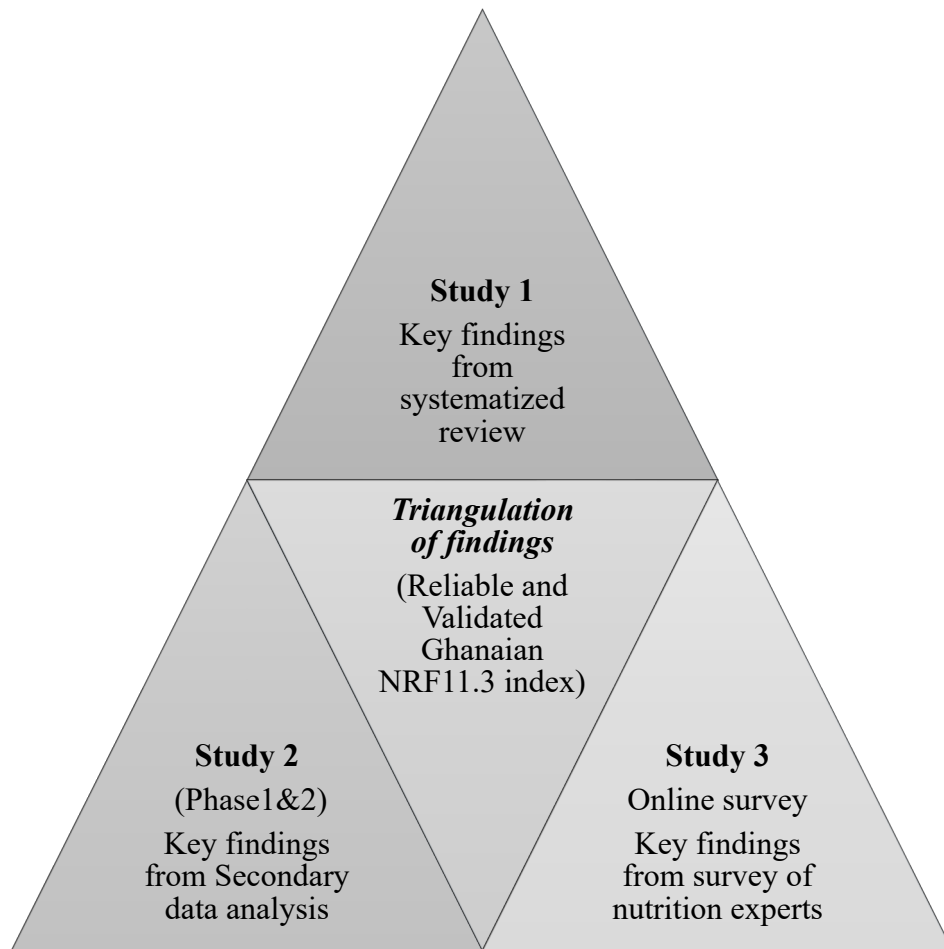 Study 1
Key findings
from
systematized
review
Triangulation
of findings
(Reliable and
Validated
Ghanaian
NRF11.3 index)
Study 2
(Phase1&2)
Key findings
from Secondary
data analysis
Study 3
Online survey
Key findings
from survey of
nutrition experts